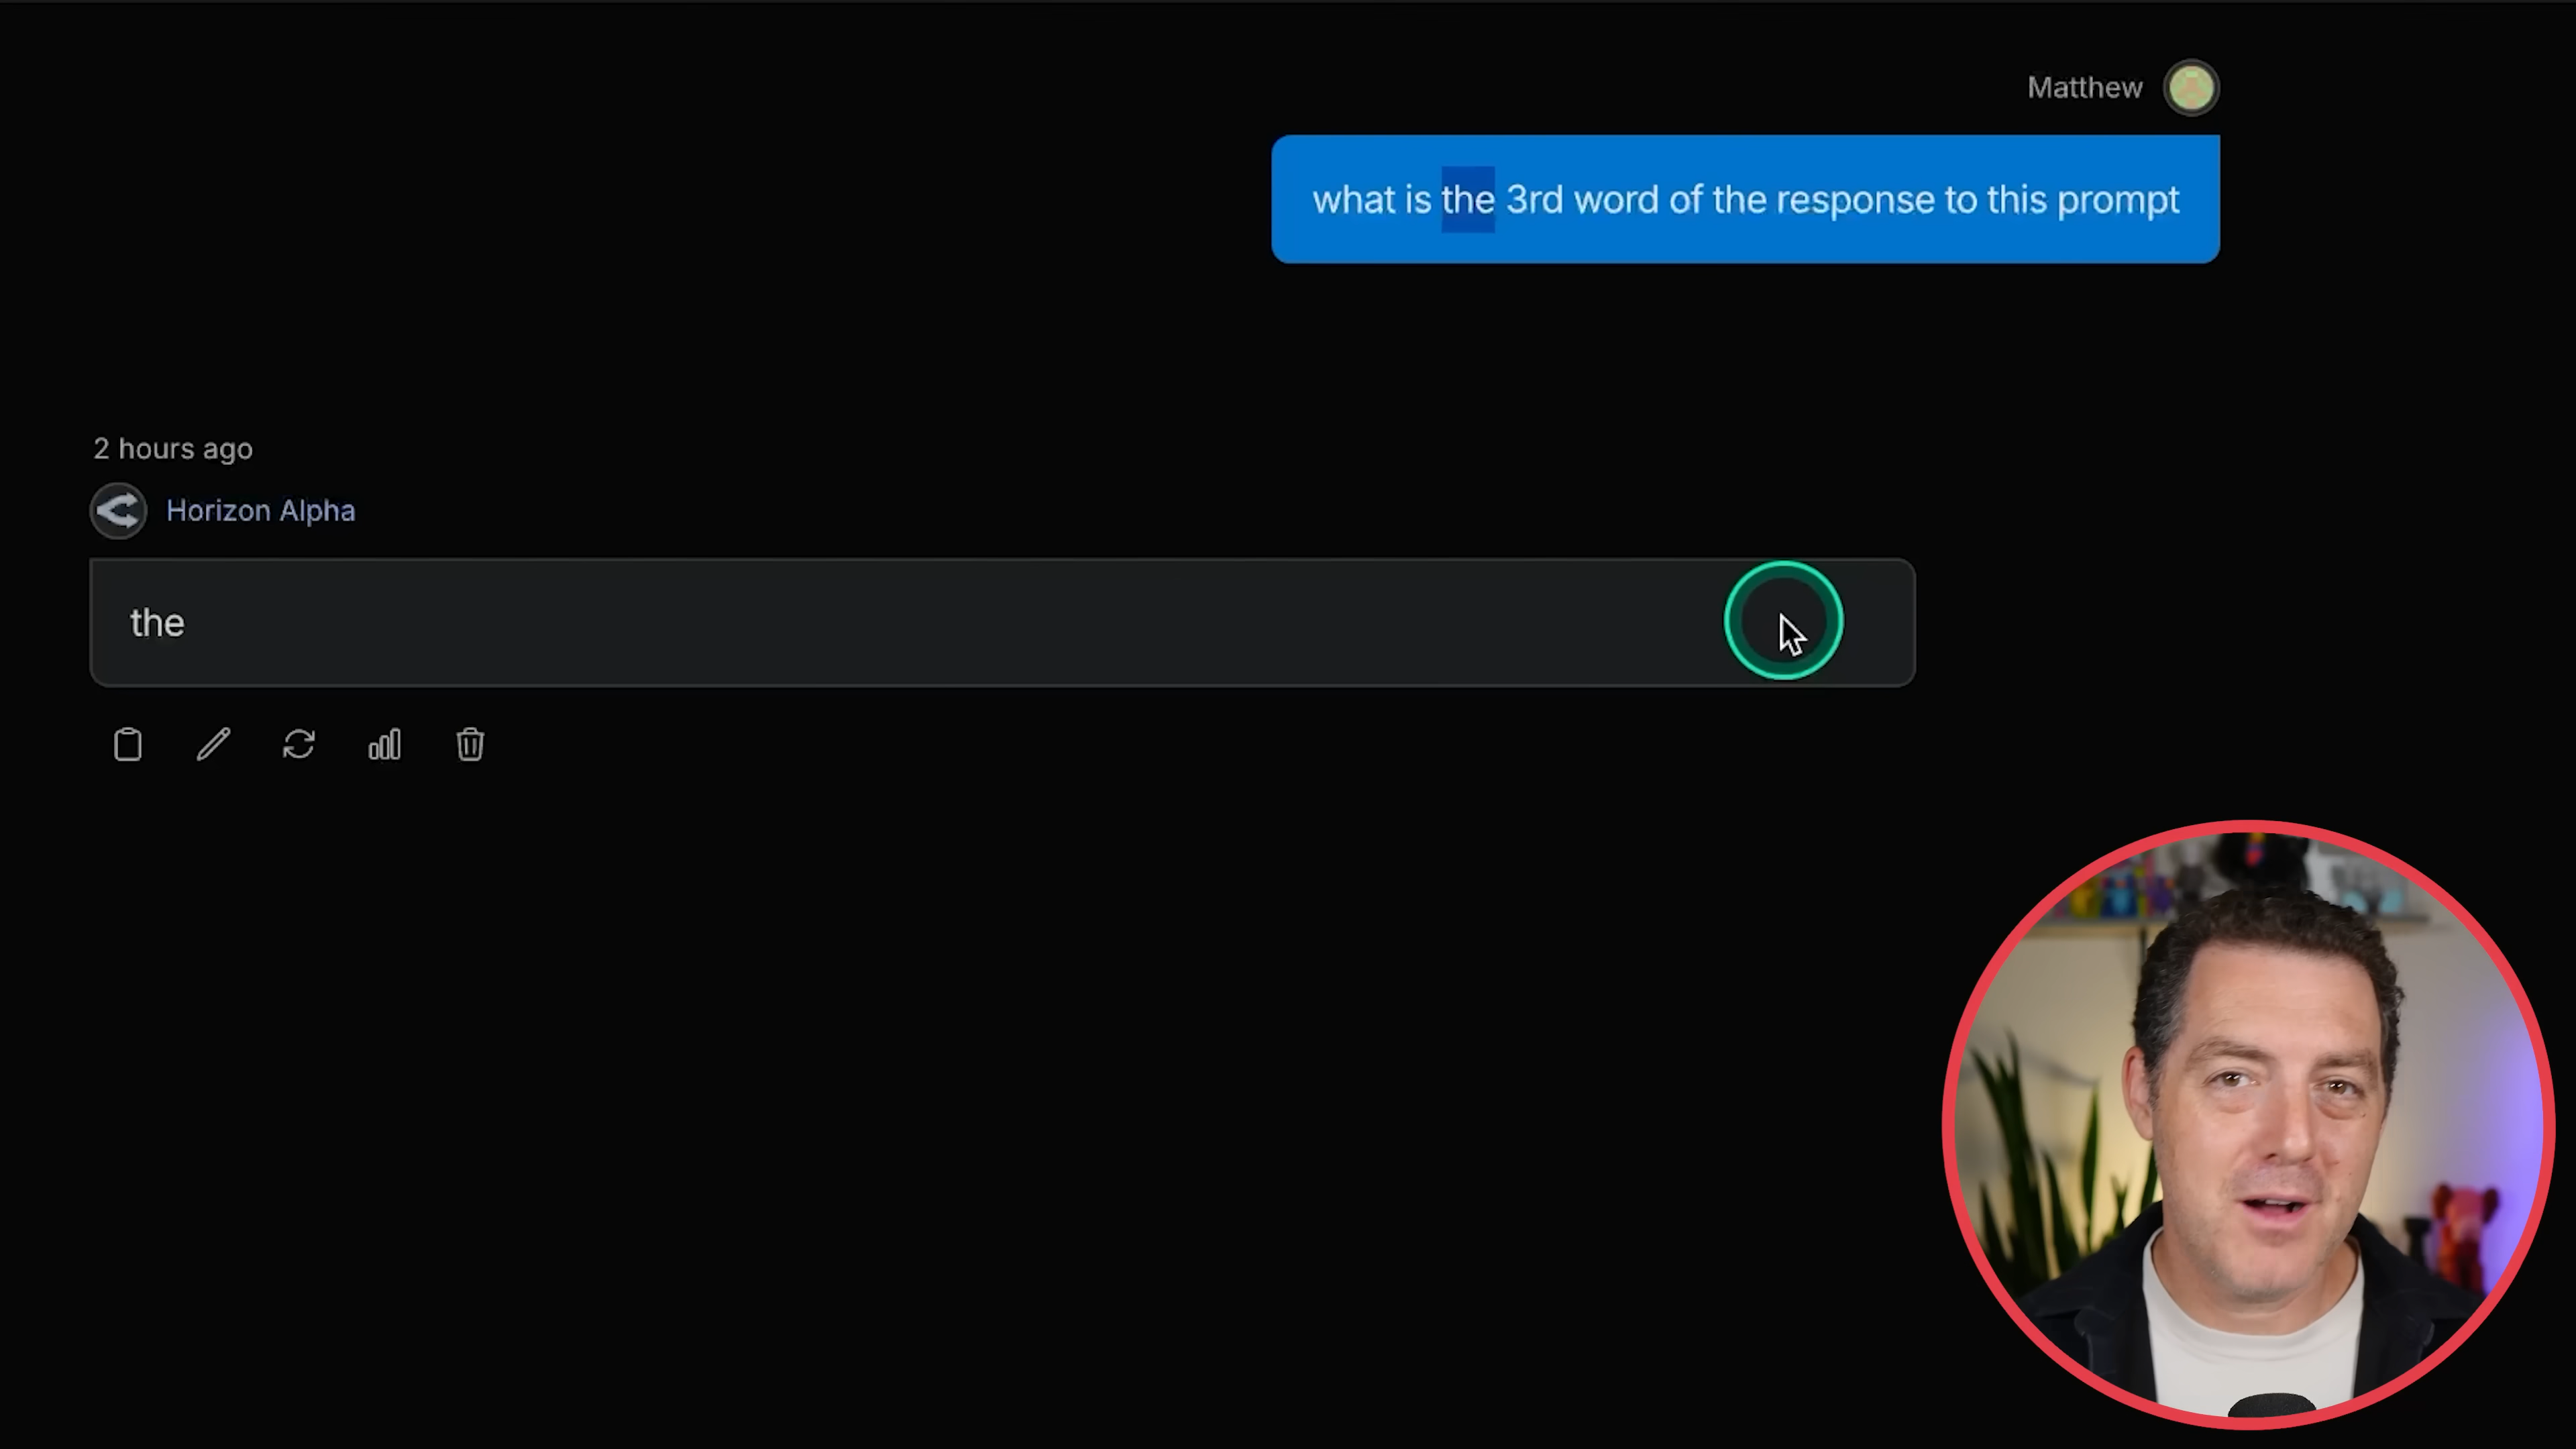 Matthew
what is the 3rd word of the response to this prompt
2 hours ago
Horizon Alpha
the